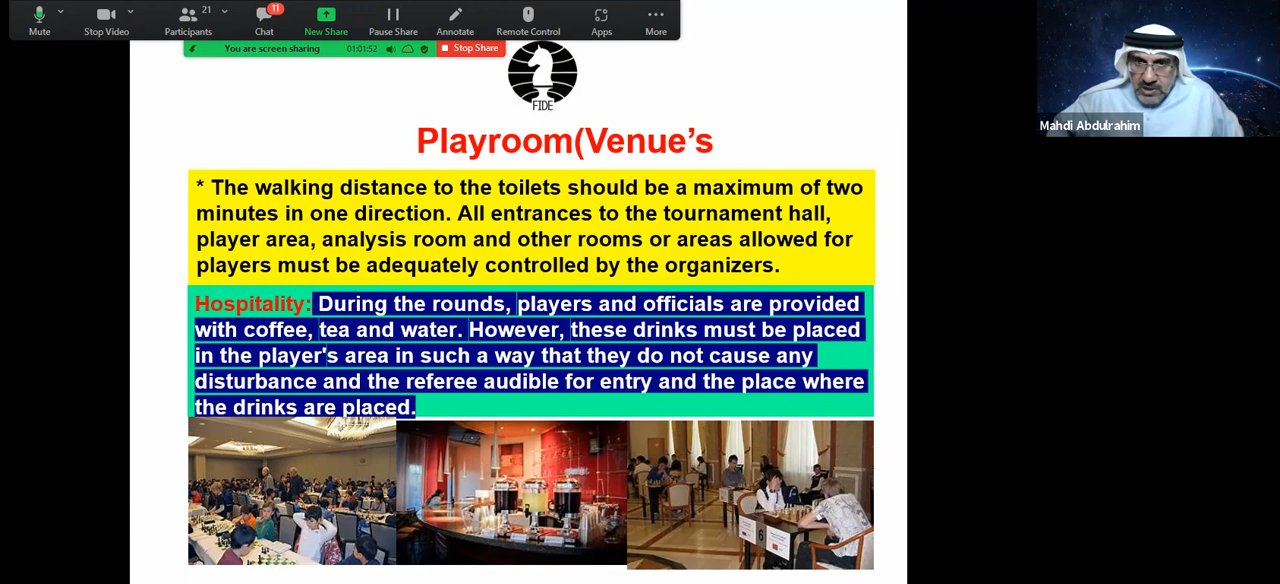 Mute
Stop Video
21
Participants
11
Chat
New Share
Pause Share
Annotate
Remote Control
Apps
More
You are screen sharing
01:01:52
Stop Share
FIDE
Mahdi Abdulrahim
Playroom(Venue’s
* The walking distance to the toilets should be a maximum of two
minutes in one direction. All entrances to the tournament hall,
player area, analysis room and other rooms or areas allowed for
players must be adequately controlled by the organizers.
Hospitality: During the rounds, players and officials are provided
with coffee, tea and water. However, these drinks must be placed
in the player's area in such a way that they do not cause any
disturbance and the referee audible for entry and the place where
the drinks are placed.
6